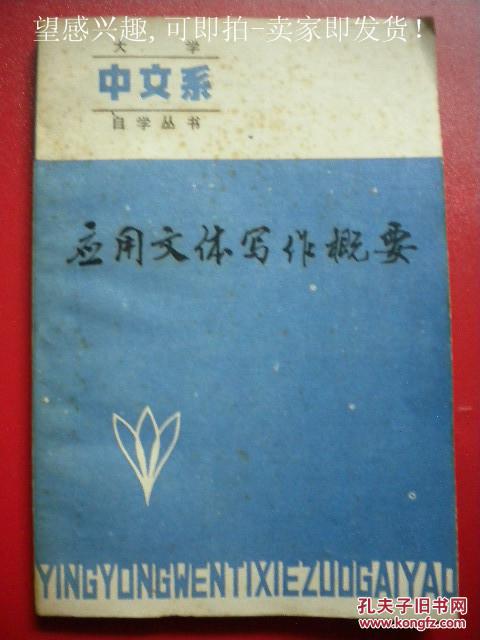 望感兴趣,可即拍-卖家即发货!
大 学
中文系
自学丛书
应用文体写作概要
YINGYONGWENTIXIEZUOGAIYAO
孔夫子旧书网
KONGFZ.COM